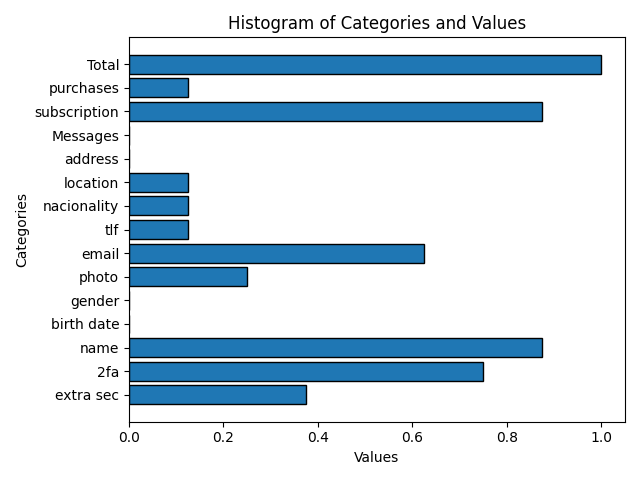 Histogram of Categories and Values
Total
purchases
subscription
Messages
address
location
nacionality
tlf
email
photo
gender
birth date
name
2fa
extra sec
Categories
0.0 0.2 0.4 0.6 0.8 1.0
Values